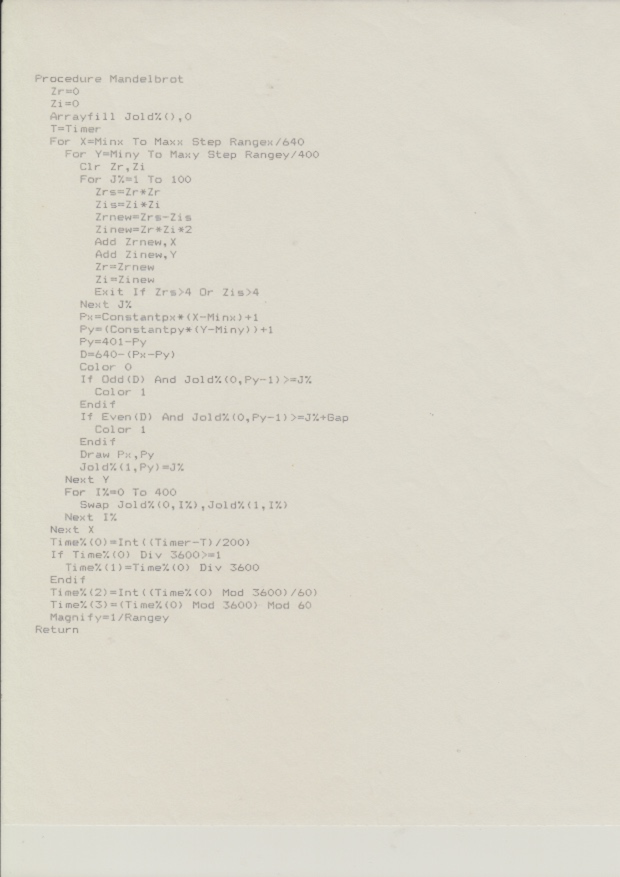 Procedure Mandelbrot
  Zr=0
  Zi=0
  Arrayfill Jold%(),0
  T=Timer
  For X=Minx To Maxx Step Rangex/640
    For Y=Miny To Maxy Step Rangey/400
      Clr Zr,Zi
      For J%=1 To 100
        Zrs=Zr*Zr
        Zis=Zi*Zi
        Zrnew=Zrs-Zis
        Zinew=Zr*Zi*2
        Add Zrnew,X
        Add Zinew,Y
        Zr=Zrnew
        Zi=Zinew
        Exit If Zrs>4 Or Zis>4
      Next J%
      Px=Constantpx*(X-Minx)+1
      Py=(Constantpy*(Y-Miny))+1
      Py=401-Py
      D=640-(Px-Py)
      Color 0
      If Odd(D) And Jold%(0,Py-1)>=J%
        Color 1
      Endif
      If Even(D) And Jold%(0,Py-1)>=J%+Gap
        Color 1
      Endif
      Draw Px,Py
      Jold%(1,Py)=J%
    Next Y
    For I%=0 To 400
      Swap Jold%(0,I%),Jold%(1,I%)
    Next I%
  Next X
  Time%(0)=Int((Timer-T)/200)
  If Time%(0) Div 3600>=1
    Time%(1)=Time%(0) Div 3600
  Endif
  Time%(2)=Int((Time%(0) Mod 3600)/60)
  Time%(3)=(Time%(0) Mod 3600) Mod 60
  Magnify=1/Rangey
Return